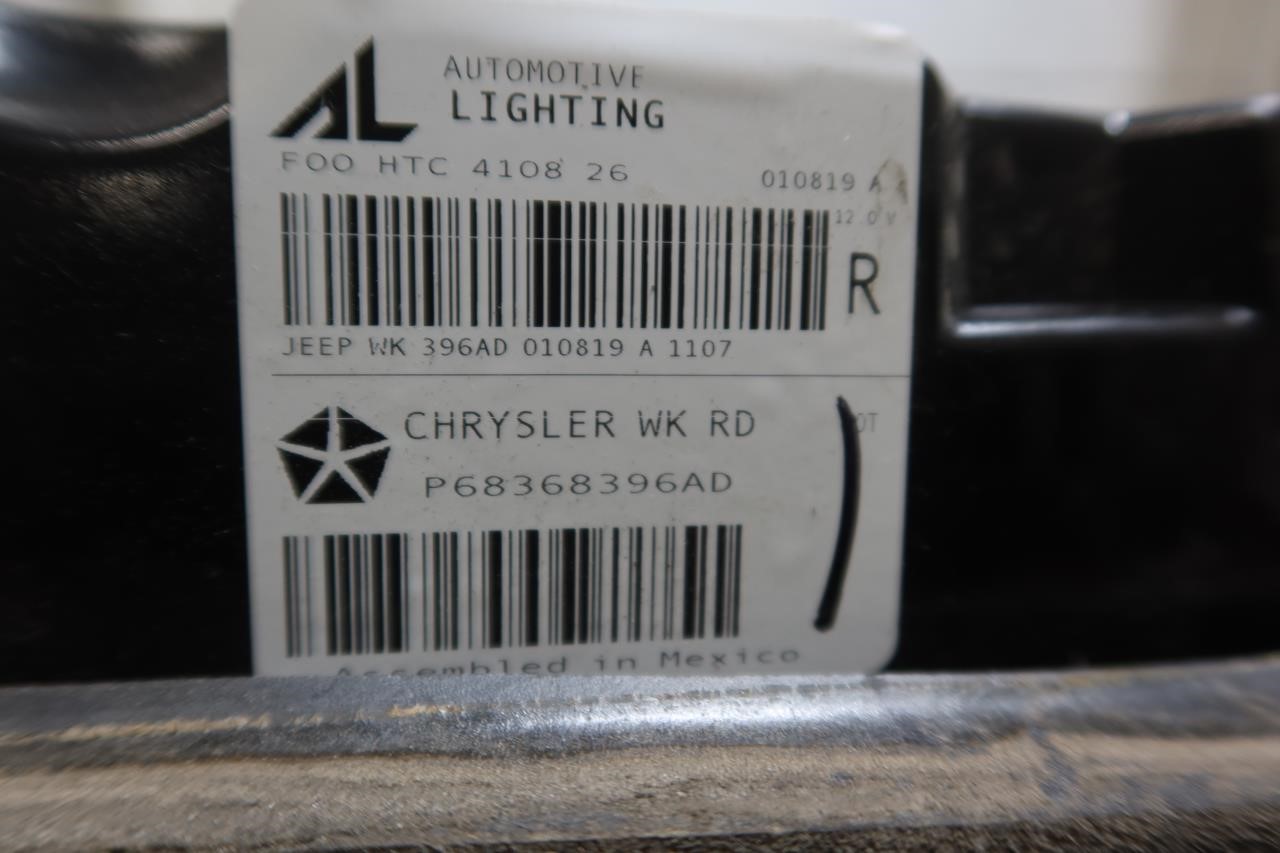 AL
AUTOMOTIVE
LIGHTING
FOO HTC 4108 26
010819 A
12.0 V
R
JEEP WK 396AD 010819 A 1107
CHRYSLER WK RD
P68368396AD
Assembled in Mexico